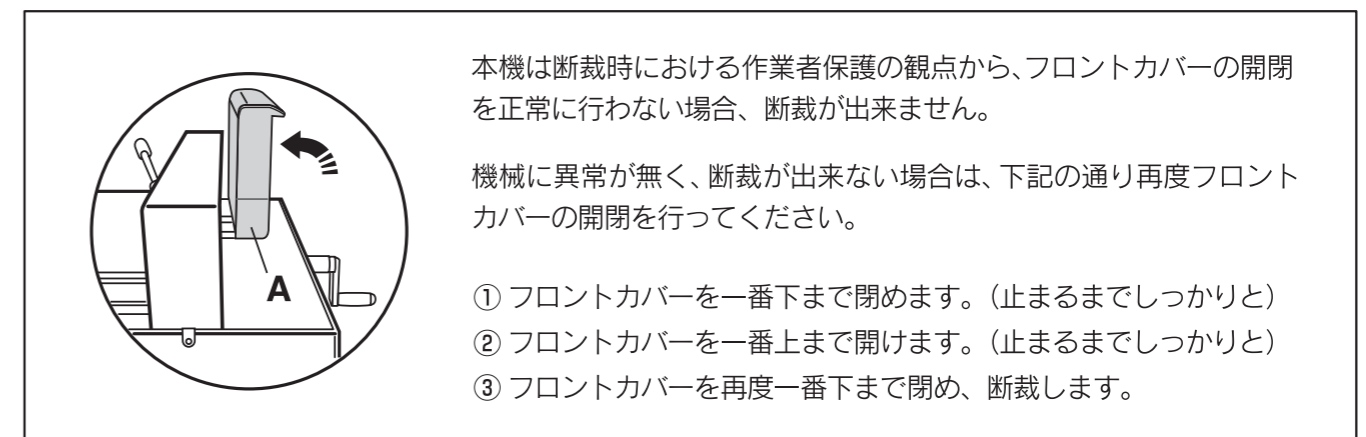 本機は断裁時における作業者保護の観点から、フロントカバーの開閉
を正常に行わない場合、断裁が出来ません。
機械に異常が無く、断裁が出来ない場合は、下記の通り再度フロント
カバーの開閉を行ってください。
① フロントカバーを一番下まで閉めます。（止まるまでしっかりと）
② フロントカバーを一番上まで開けます。（止まるまでしっかりと）
③ フロントカバーを再度一番下まで閉め、断裁します。
A